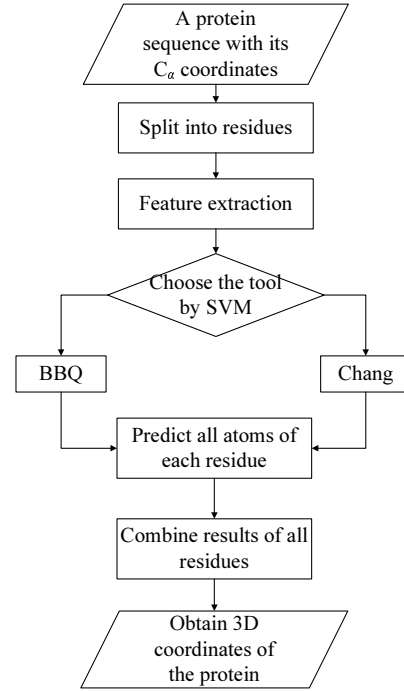 A protein
sequence with its
Cα coordinates
Split into residues
Feature extraction
Choose the tool
by SVM
BBQ
Chang
Predict all atoms of
each residue
Combine results of all
residues
Obtain 3D
coordinates of
the protein